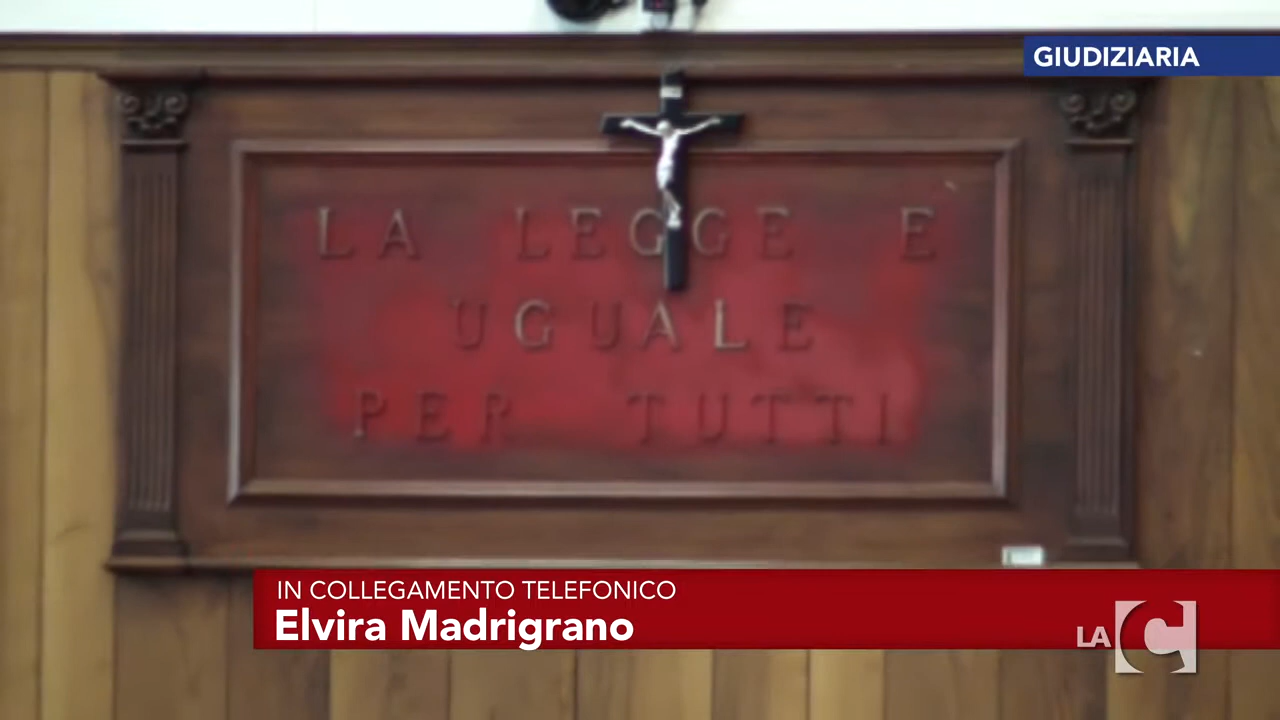 GIUDIZIARIA
LA LEGGE E
UGUALE
PER TUTTI
IN COLLEGAMENTO TELEFONICO
Elvira Madrigrano
LA C